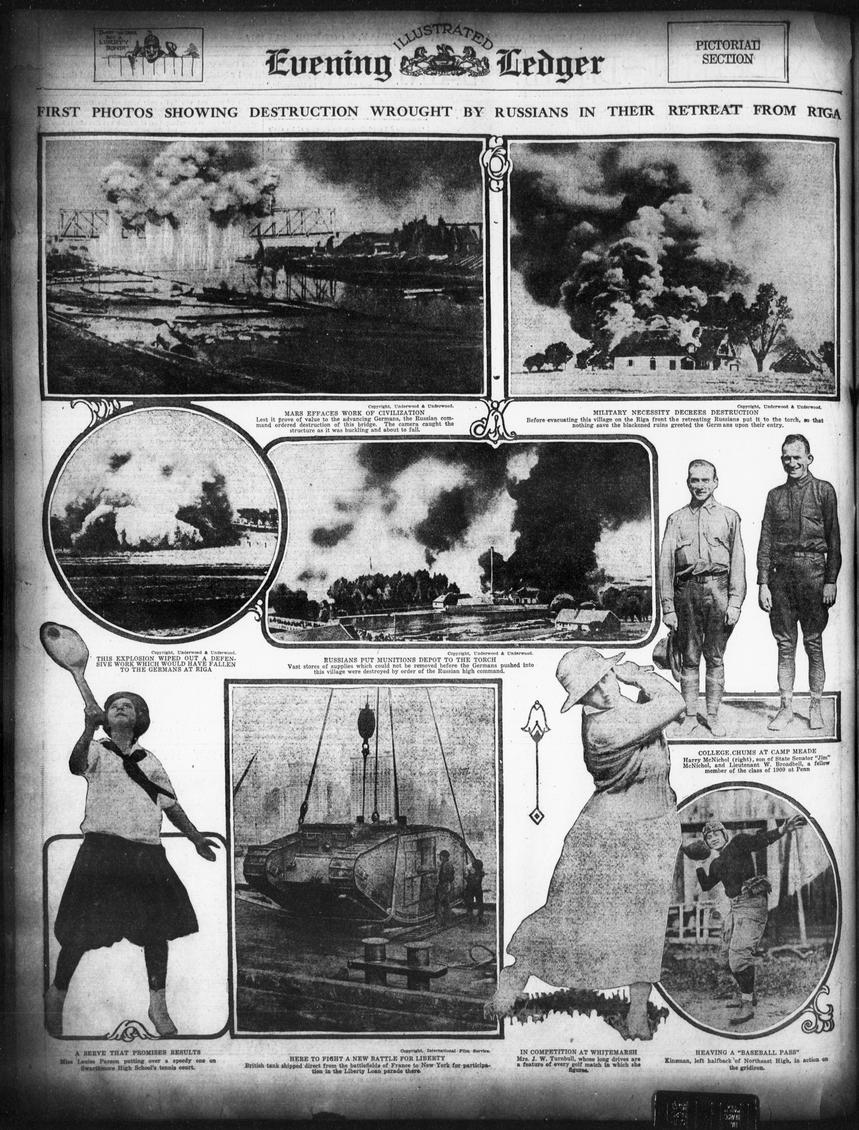 LIBERTY
BOND
ILLUSTRATED
Evening Ledger
PICTORIAL
SECTION
FIRST PHOTOS SHOWING DESTRUCTION WROUGHT BY RUSSIANS IN THEIR RETREAT FROM RIGA
Copyright, Underwood & Underwood.
MARS EFFACES WORK OF CIVILIZATION
Lest it prove of value to the advancing Germans, the Russian com-
mand ordered destruction of this bridge. The camera caught the
structure as it was buckling and about to fall.
Copyright, Underwood & Underwood.
MILITARY NECESSITY DECREES DESTRUCTION
Before evacuating this village on the Riga front the retreating Russians put it to the torch, so that
nothing save the blackened ruins greeted the Germans upon their entry.
Copyright, Underwood & Underwood.
THIS EXPLOSION WIPED OUT A DEFEN-
SIVE WORK WHICH WOULD HAVE FALLEN
TO THE GERMANS AT RIGA
Copyright, Underwood & Underwood.
RUSSIANS PUT MUNITIONS DEPOT TO THE TORCH
Vast stores of supplies which could not be removed before the Germans pushed into
this village were destroyed by order of the Russian high command.
COLLEGE CHUMS AT CAMP MEADE
Harry McNichol (right), son of State Senator "Jim"
McNichol, and Lieutenant W. Broadbell, a fellow
member of the class of 1909 at Penn
A SERVE THAT PROMISES RESULTS
Miss Louise Parson putting over a speedy one on
Swarthmore High School's tennis court.
Copyright, International Film Service.
HERE TO FIGHT A NEW BATTLE FOR LIBERTY
British tank shipped direct from the battlefields of France to New York for participa-
tion in the Liberty Loan parade there.
IN COMPETITION AT WHITEMARSH
Mrs. J. W. Turnbull, whose long drives are
a feature of every golf match in which she
figures.
HEAVING A "BASEBALL PASS"
Kinsman, left halfback of Northeast High, in action on
the gridiron.